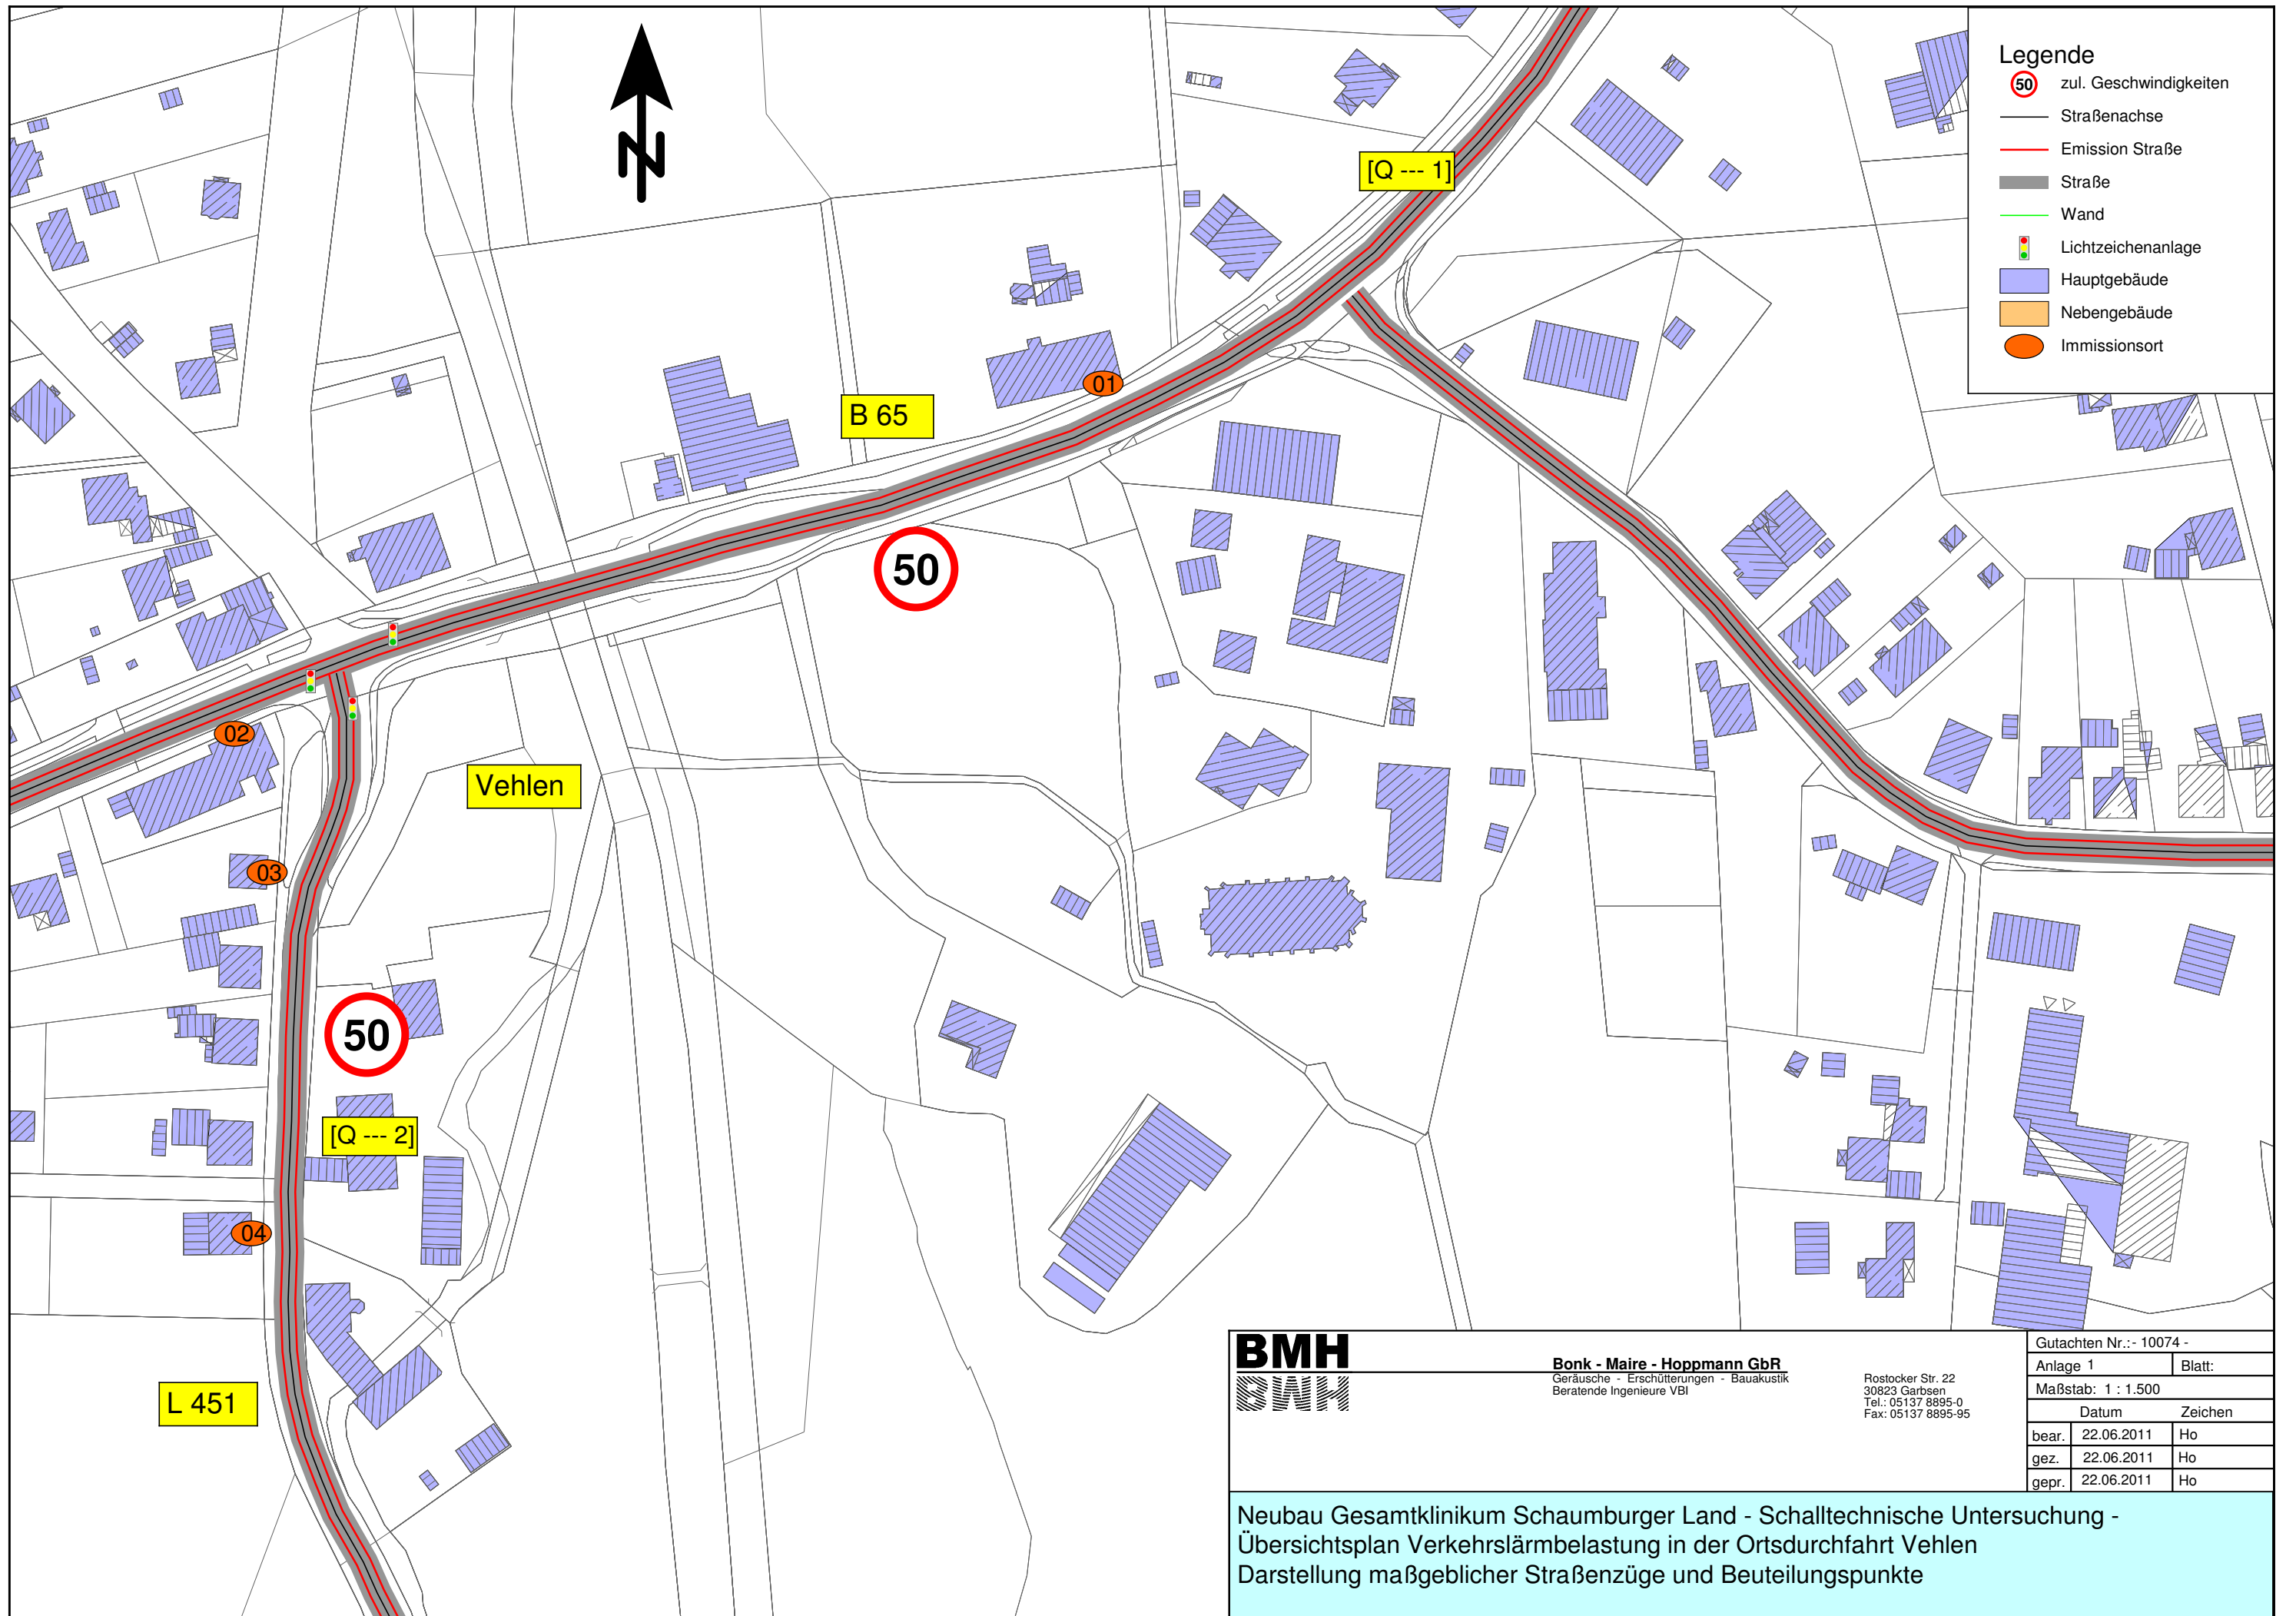 N
Legende
50 zul. Geschwindigkeiten
Straßenachse
Emission Straße
Straße
Wand
Lichtzeichenanlage
Hauptgebäude
Nebengebäude
Immissionsort
[Q --- 1]
01
B 65
50
02
Vehlen
03
50
[Q --- 2]
04
L 451
BMH
BMH
Bonk - Maire - Hoppmann GbR
Geräusche - Erschütterungen - Bauakustik
Beratende Ingenieure VBI
Rostocker Str. 22
30823 Garbsen
Tel.: 05137 8895-0
Fax: 05137 8895-95
Gutachten Nr.:- 10074 -
Anlage 1 Blatt:
Maßstab: 1 : 1.500
Datum Zeichen
bear. 22.06.2011 Ho
gez. 22.06.2011 Ho
gepr. 22.06.2011 Ho
Neubau Gesamtklinikum Schaumburger Land - Schalltechnische Untersuchung -
Übersichtsplan Verkehrslärmbelastung in der Ortsdurchfahrt Vehlen
Darstellung maßgeblicher Straßenzüge und Beuteilungspunkte